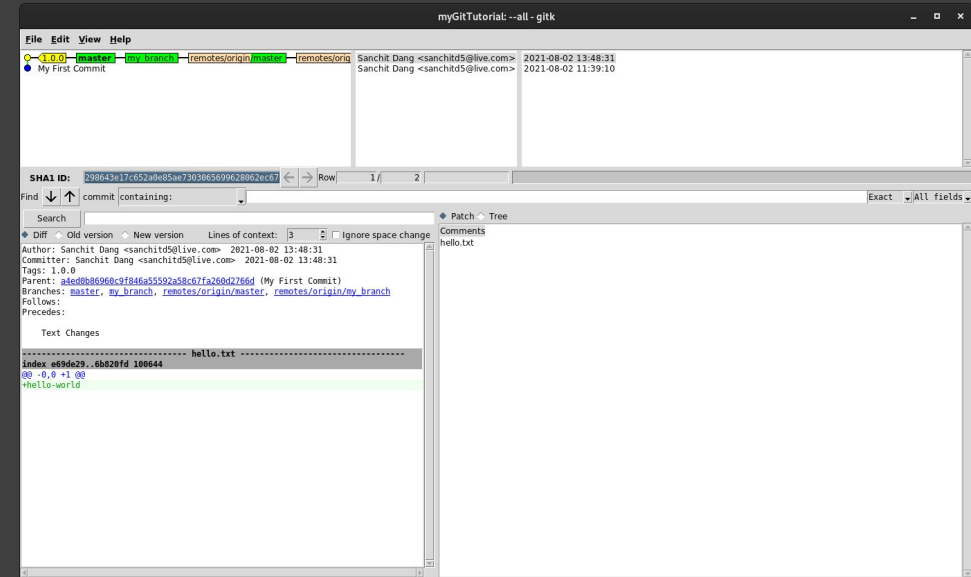 myGitTutorial: --all - gitk
File Edit View Help
1.0.0 master my_branch remotes/origin/master remotes/orig Sanchit Dang <sanchitd5@live.com> 2021-08-02 13:48:31
My First Commit Sanchit Dang <sanchitd5@live.com> 2021-08-02 11:39:10
SHA1 ID: 298643e17c652a0e85ae7303065699628062ec67 Row 1 / 2
Find commit containing: Exact All fields
Search
Patch Tree
Diff Old version New version Lines of context: 3 Ignore space change
Comments
hello.txt
Author: Sanchit Dang <sanchitd5@live.com> 2021-08-02 13:48:31
Committer: Sanchit Dang <sanchitd5@live.com> 2021-08-02 13:48:31
Tags: 1.0.0
Parent: a4ed0b86960c9f846a55592a58c67fa260d2766d (My First Commit)
Branches: master, my_branch, remotes/origin/master, remotes/origin/my_branch
Follows:
Precedes:
Text Changes
--------------------------------- hello.txt ---------------------------------
index e69de29..6b820fd 100644
@@ -0,0 +1 @@
+hello-world